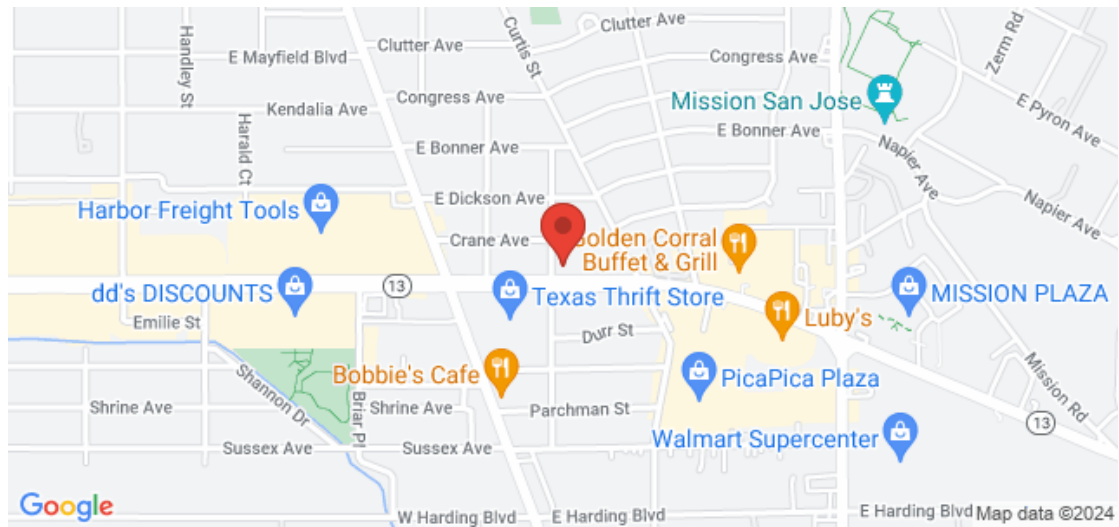 Clutter Ave
Clutter Ave
Handley St
Curtis St
E Mayfield Blvd
Congress Ave
Zerm Rd
Congress Ave
Kendalia Ave
Mission San Jose
E Pyron Ave
E Bonner Ave
Harald Ct
E Bonner Ave
Napier Ave
E Dickson Ave
Napier Ave
Harbor Freight Tools
Crane Ave
Golden Corral
Buffet & Grill
13
dd's DISCOUNTS
Texas Thrift Store
MISSION PLAZA
Emilie St
Luby's
Durr St
Bobbie's Cafe
PicaPica Plaza
Shannon Dr
Briar Pl
Mission Rd
Shrine Ave
Shrine Ave
Parchman St
13
Walmart Supercenter
Sussex Ave
Sussex Ave
Google
W Harding Blvd
E Harding Blvd
E Harding Blvd
Map data ©2024